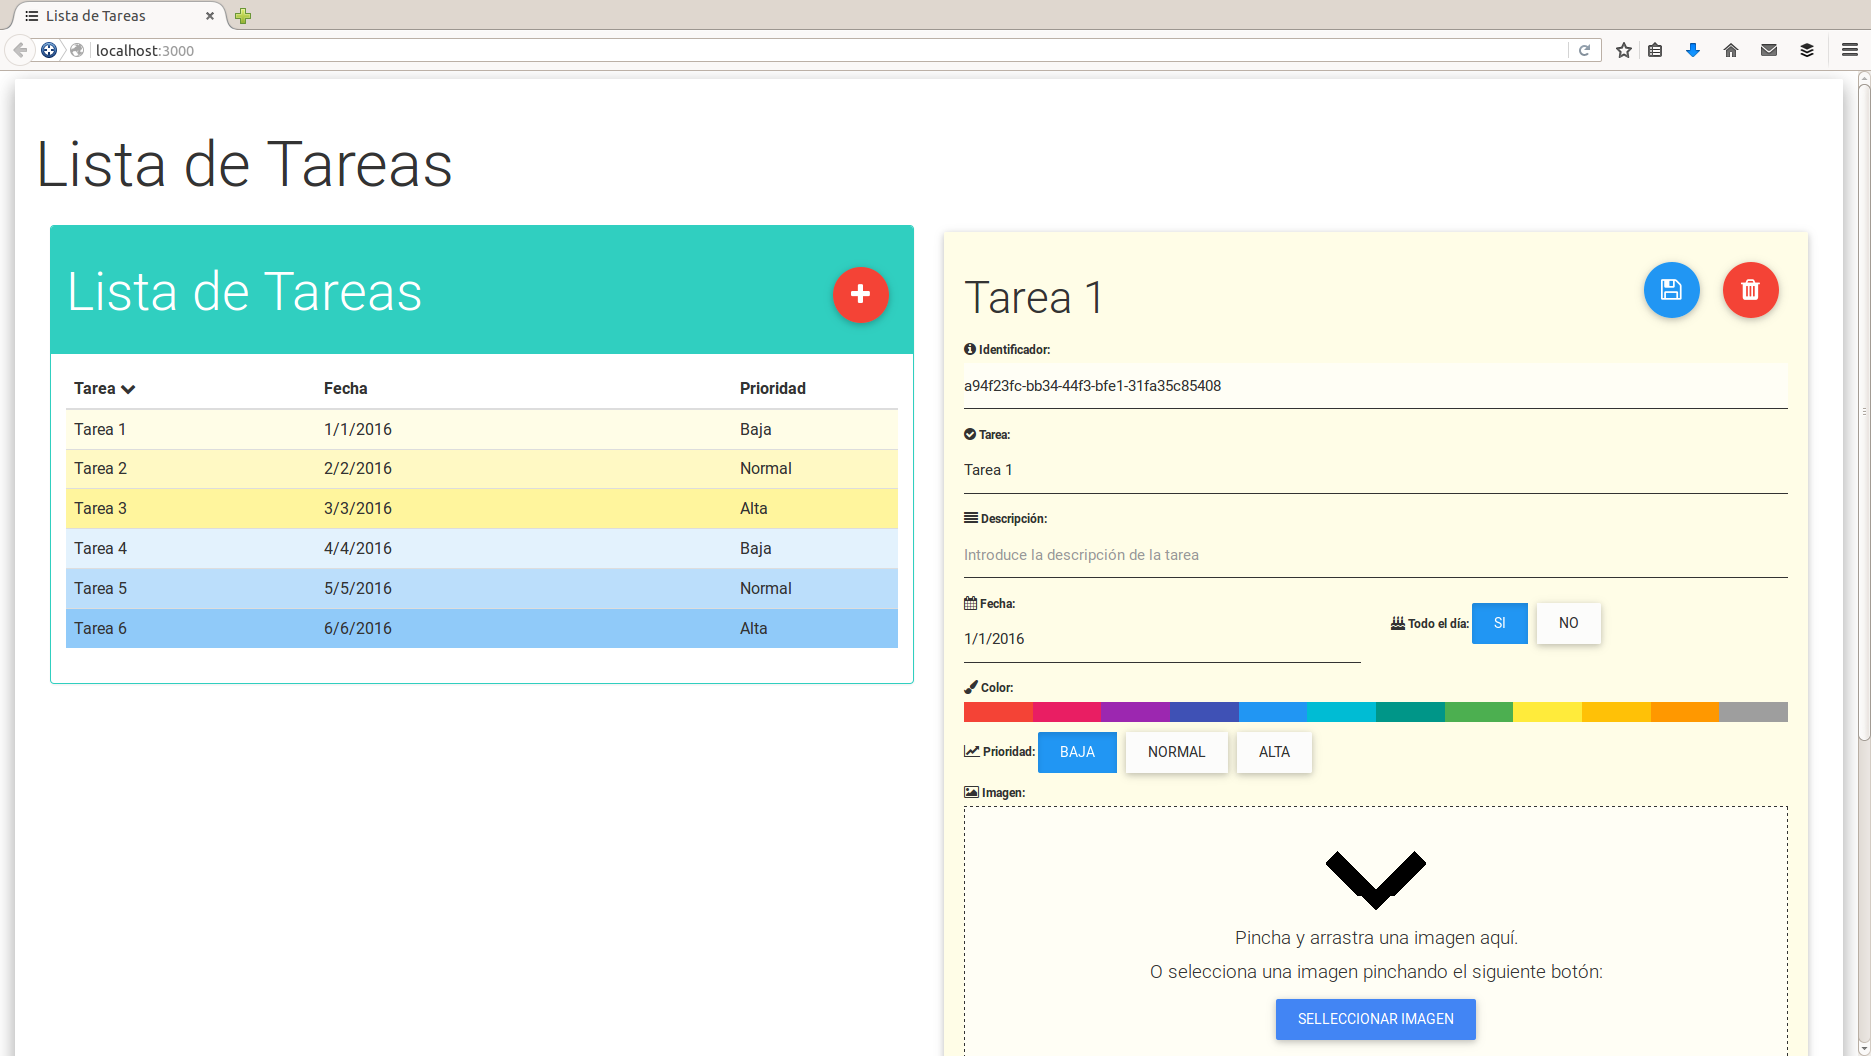 Lista de Tareas
localhost:3000
Lista de Tareas
Lista de Tareas
Tarea Fecha Prioridad
Tarea 1 1/1/2016 Baja
Tarea 2 2/2/2016 Normal
Tarea 3 3/3/2016 Alta
Tarea 4 4/4/2016 Baja
Tarea 5 5/5/2016 Normal
Tarea 6 6/6/2016 Alta
Tarea 1
Identificador:
a94f23fc-bb34-44f3-bfe1-31fa35c85408
Tarea:
Tarea 1
Descripción:
Introduce la descripción de la tarea
Fecha:
1/1/2016
Todo el día: SI NO
Color:
Prioridad: BAJA NORMAL ALTA
Imagen:
Pincha y arrastra una imagen aquí.
O selecciona una imagen pinchando el siguiente botón:
SELLECCIONAR IMAGEN